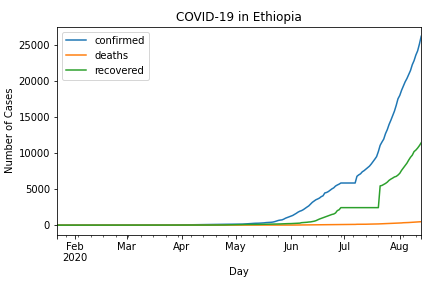 COVID-19 in Ethiopia
confirmed
deaths
recovered
25000
20000
15000
10000
5000
0
Number of Cases
Feb Mar Apr May Jun Jul Aug
2020
Day